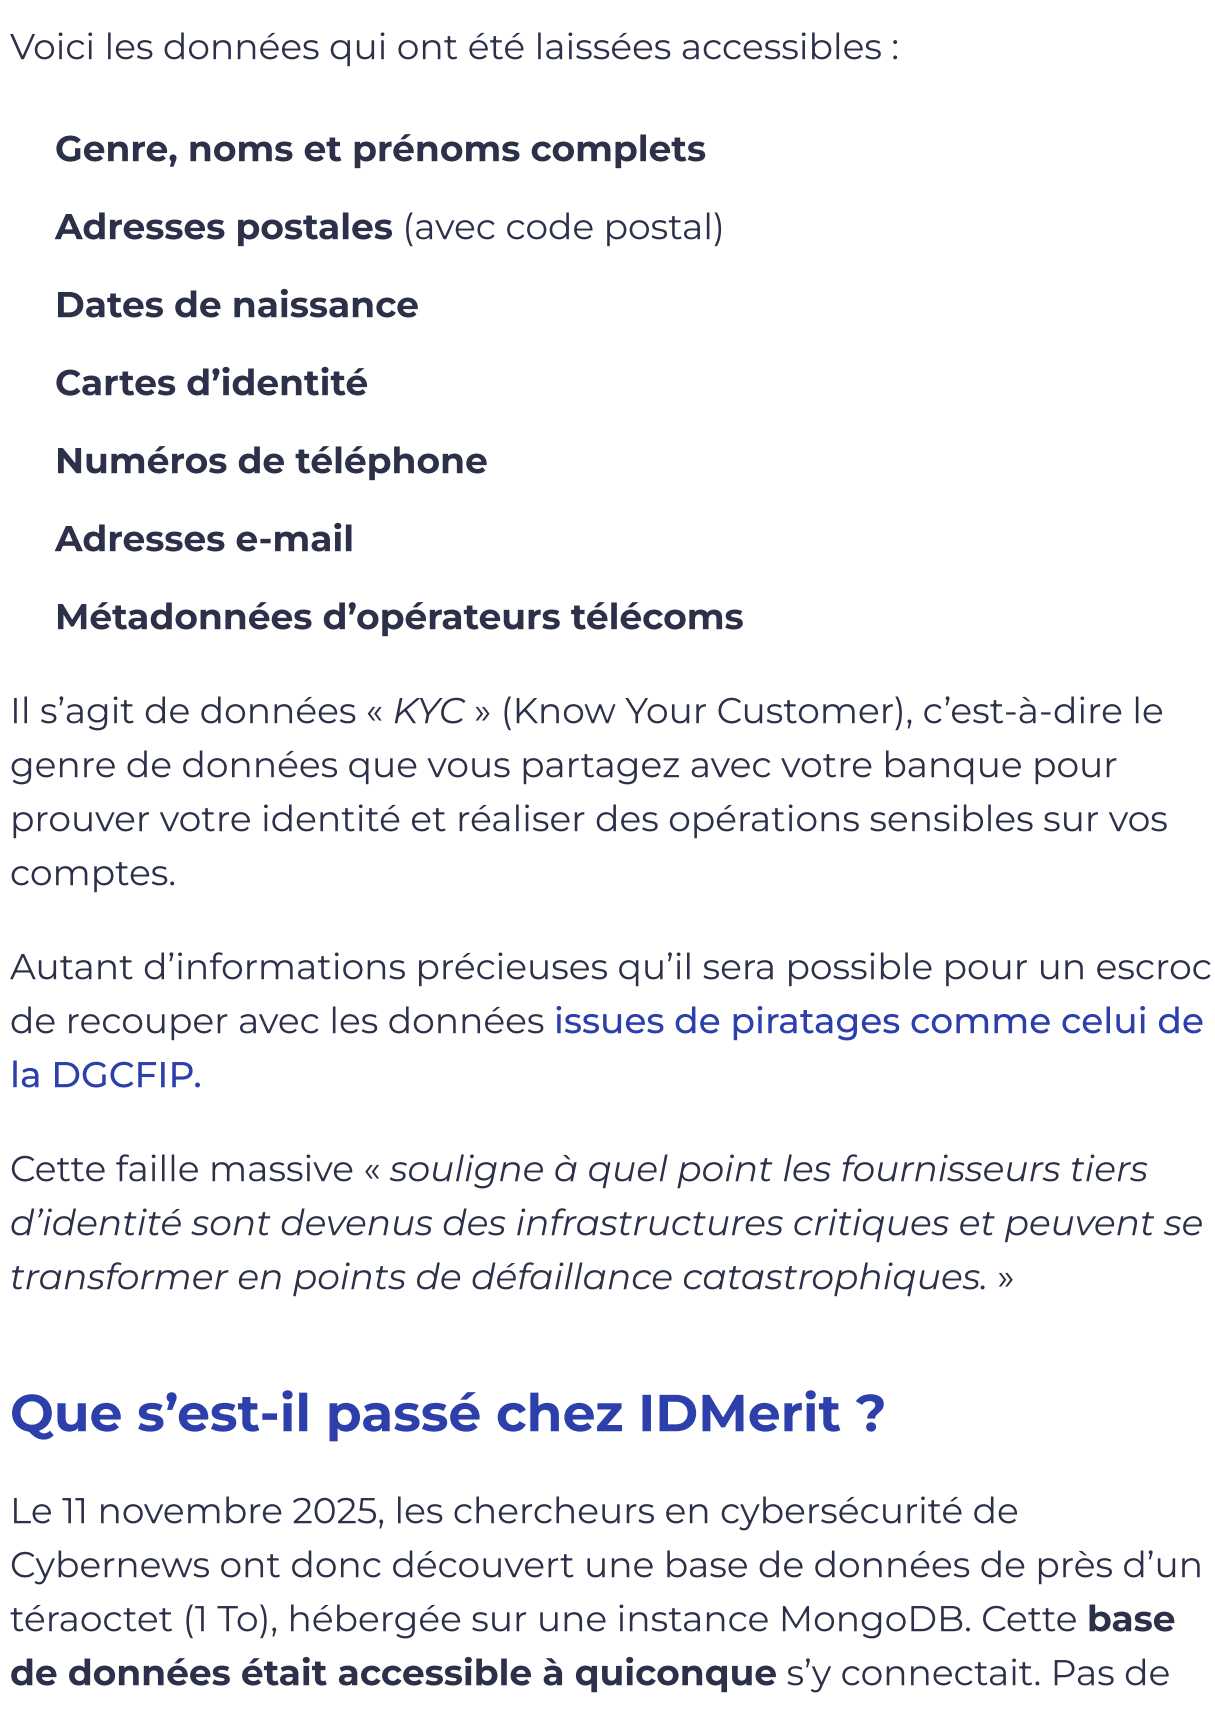 Voici les données qui ont été laissées accessibles :
Genre, noms et prénoms complets
Adresses postales (avec code postal)
Dates de naissance
Cartes d’identité
Numéros de téléphone
Adresses e-mail
Métadonnées d’opérateurs télécoms
Il s’agit de données « KYC » (Know Your Customer), c’est-à-dire le
genre de données que vous partagez avec votre banque pour
prouver votre identité et réaliser des opérations sensibles sur vos
comptes.
Autant d’informations précieuses qu’il sera possible pour un escroc
de recouper avec les données issues de piratages comme celui de
la DGCFIP.
Cette faille massive « souligne à quel point les fournisseurs tiers
d’identité sont devenus des infrastructures critiques et peuvent se
transformer en points de défaillance catastrophiques. »
Que s’est-il passé chez IDMerit ?
Le 11 novembre 2025, les chercheurs en cybersécurité de
Cybernews ont donc découvert une base de données de près d’un
téraoctet (1 To), hébergée sur une instance MongoDB. Cette base
de données était accessible à quiconque s’y connectait. Pas de